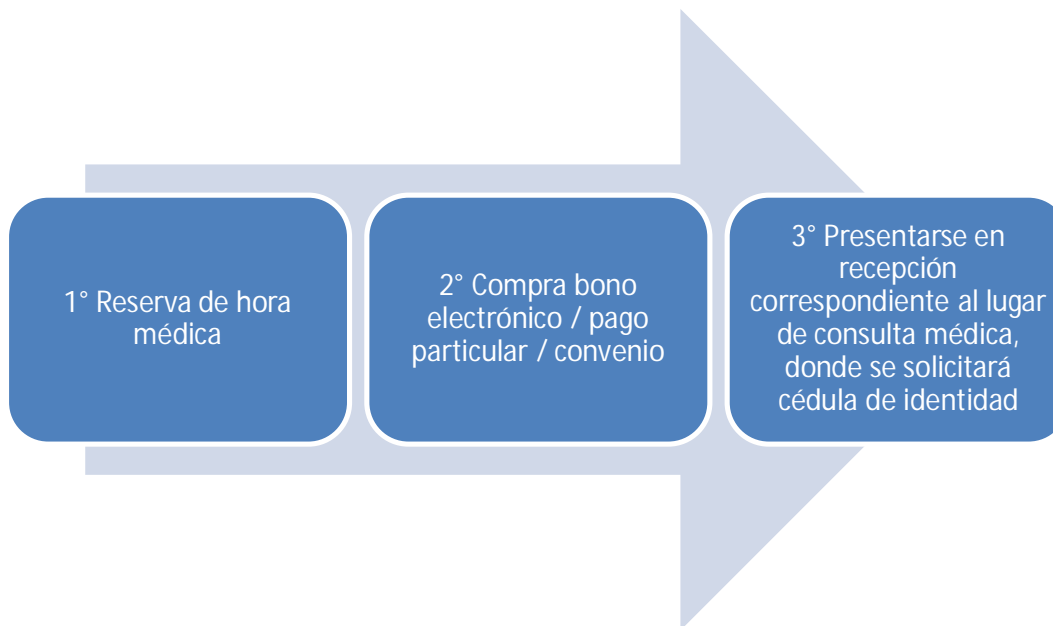 1° Reserva de hora
médica
2° Compra bono
electrónico / pago
particular / convenio
3° Presentarse en
recepción
correspondiente al lugar
de consulta médica,
donde se solicitará
cédula de identidad